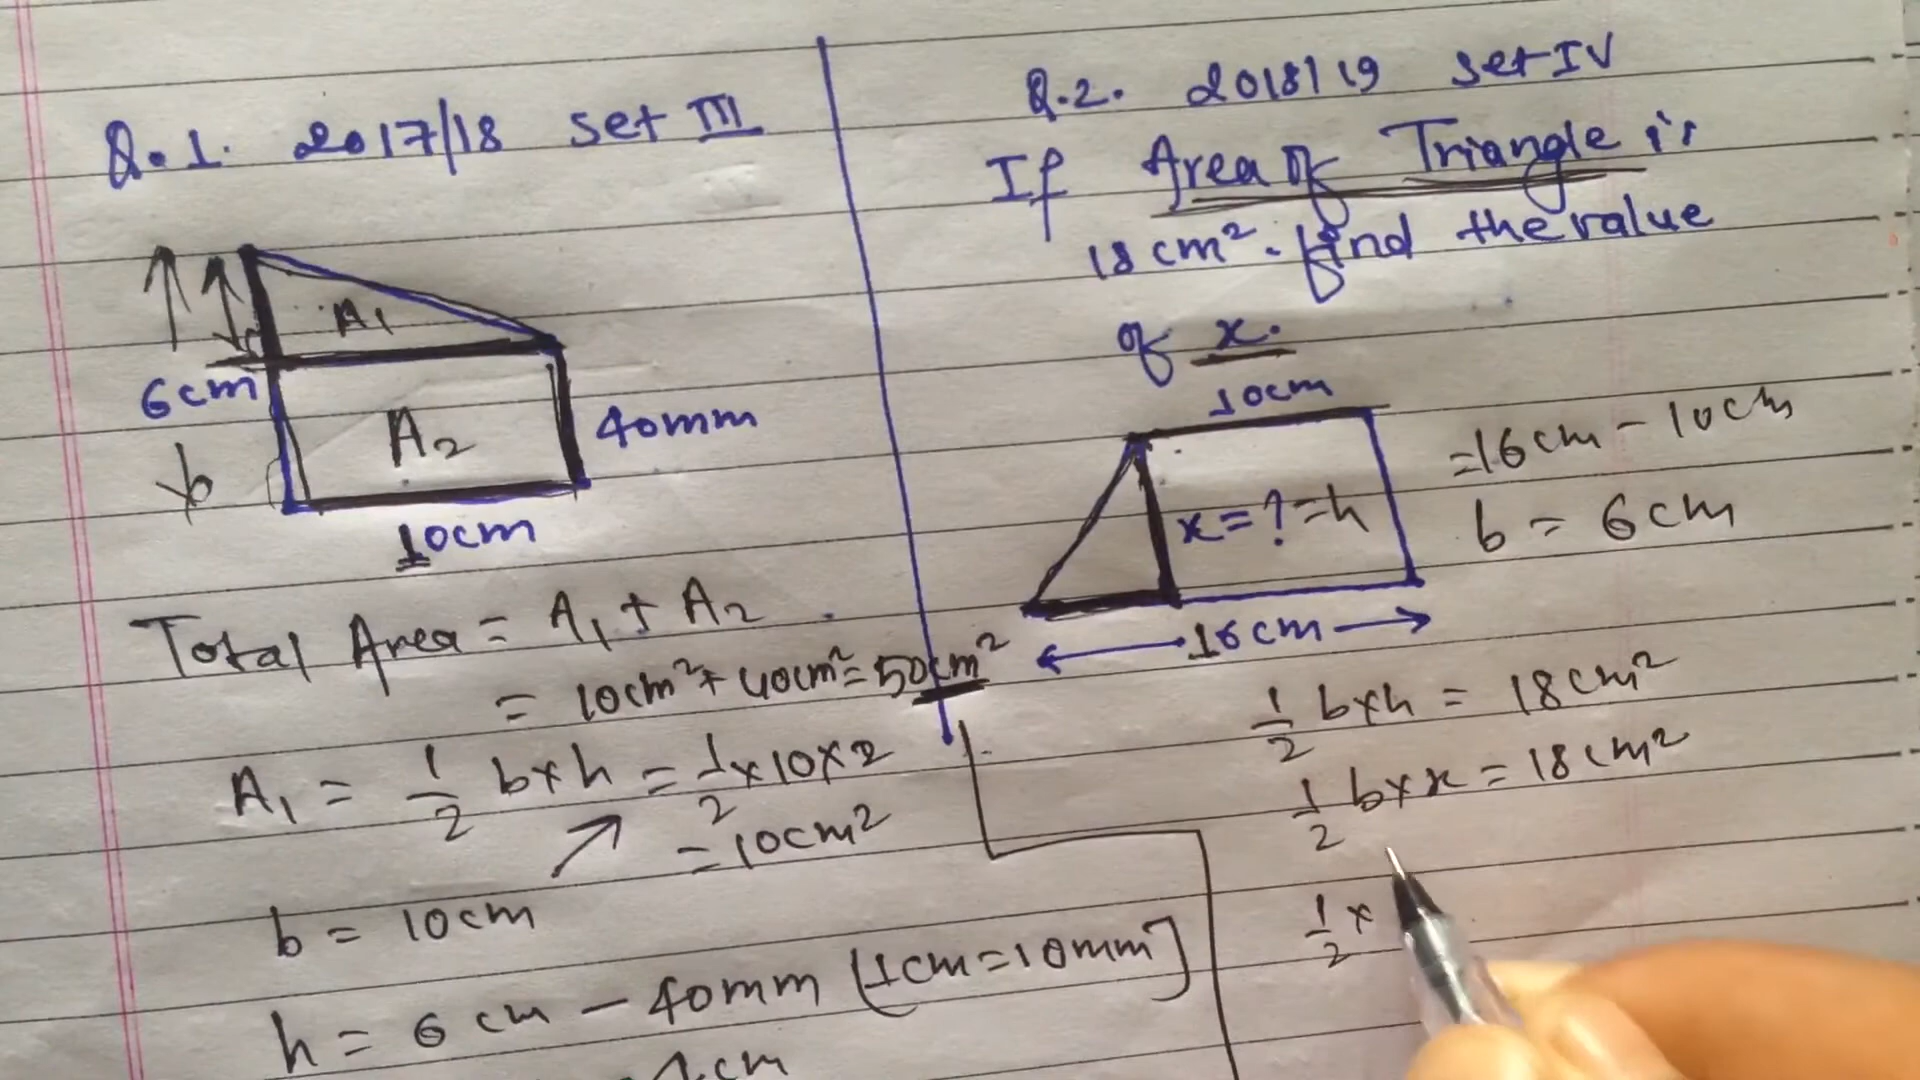 Q.1. 2017/18 set III
A1
6cm
A2
40mm
b
10cm
Total Area = A1 + A2
= 10cm² + 40cm² = 50cm²
A1 = 1/2 b×h = 1/2 × 10 × 2
= 10cm²
b = 10cm
h = 6 cm - 40mm [1cm = 10mm]
cm
Q.2. 2018/19 set IV
If Area of Triangle is
18 cm². find the value
of x.
10cm
x = ? = h
16cm
= 16cm - 10cm
b = 6cm
1/2 b×h = 18cm²
1/2 b×x = 18cm²
1/2 ×